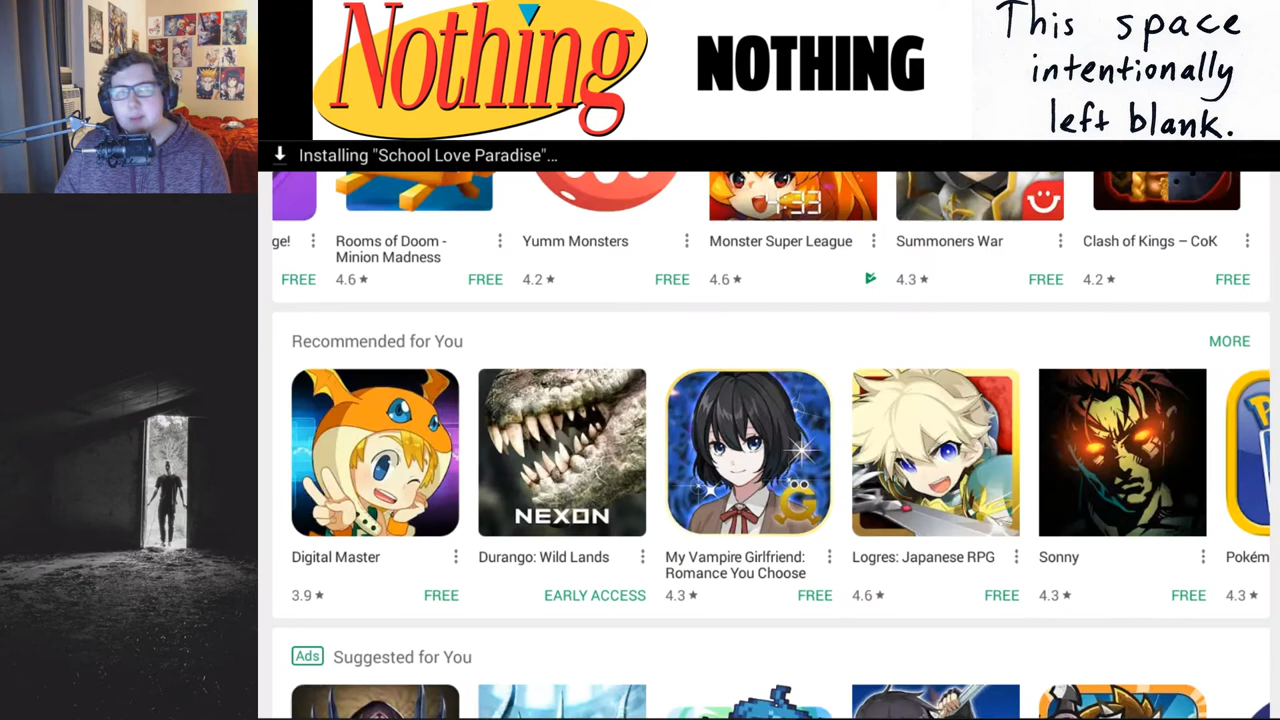 Nothing
NOTHING
This space
intentionally
left blank.
Installing "School Love Paradise"...
4:33
ge!
Rooms of Doom -
Minion Madness
Yumm Monsters
Monster Super League
Summoners War
Clash of Kings – CoK
FREE
4.6 ★
FREE
4.2 ★
FREE
4.6 ★
4.3 ★
FREE
4.2 ★
FREE
Recommended for You
MORE
NEXON
Digital Master
Durango: Wild Lands
My Vampire Girlfriend:
Romance You Choose
Logres: Japanese RPG
Sonny
Pokém
3.9 ★
FREE
EARLY ACCESS
4.3 ★
FREE
4.6 ★
FREE
4.3 ★
FREE
4.3 ★
Ads
Suggested for You